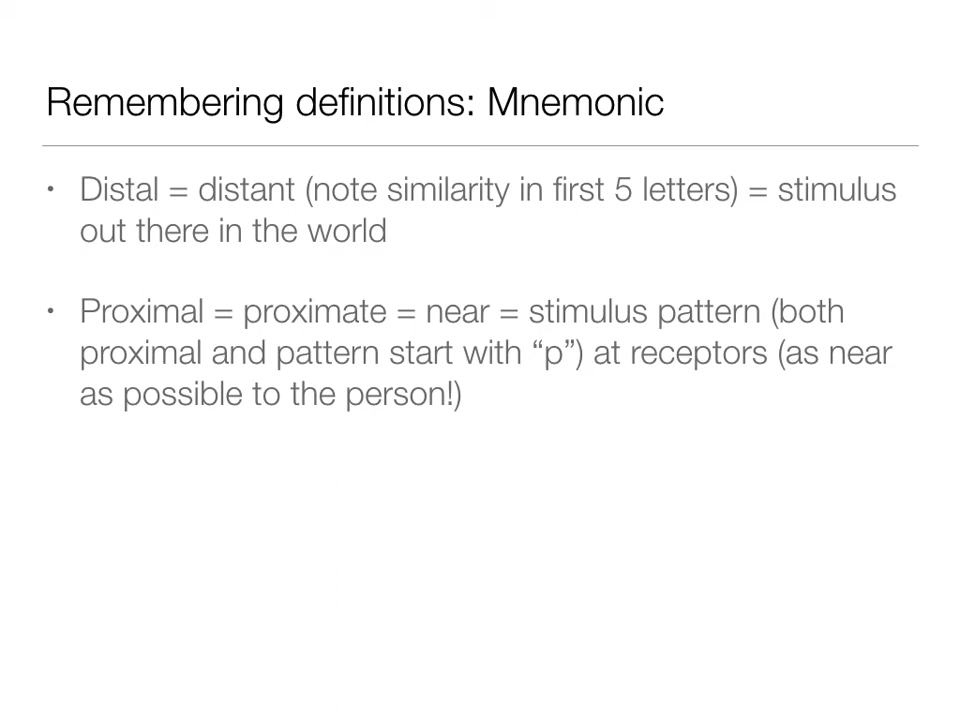 Remembering definitions: Mnemonic
• Distal = distant (note similarity in first 5 letters) = stimulus
out there in the world
• Proximal = proximate = near = stimulus pattern (both
proximal and pattern start with “p”) at receptors (as near
as possible to the person!)